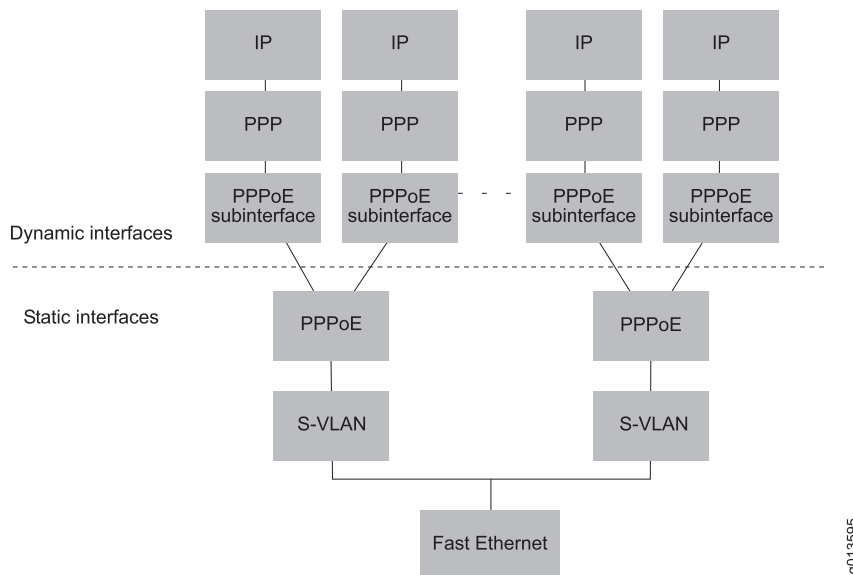 IP
IP
IP
IP
PPP
PPP
PPP
PPP
PPPoE
subinterface
PPPoE
subinterface
PPPoE
subinterface
PPPoE
subinterface
Dynamic interfaces
Static interfaces
PPPoE
PPPoE
S-VLAN
S-VLAN
Fast Ethernet
g013595